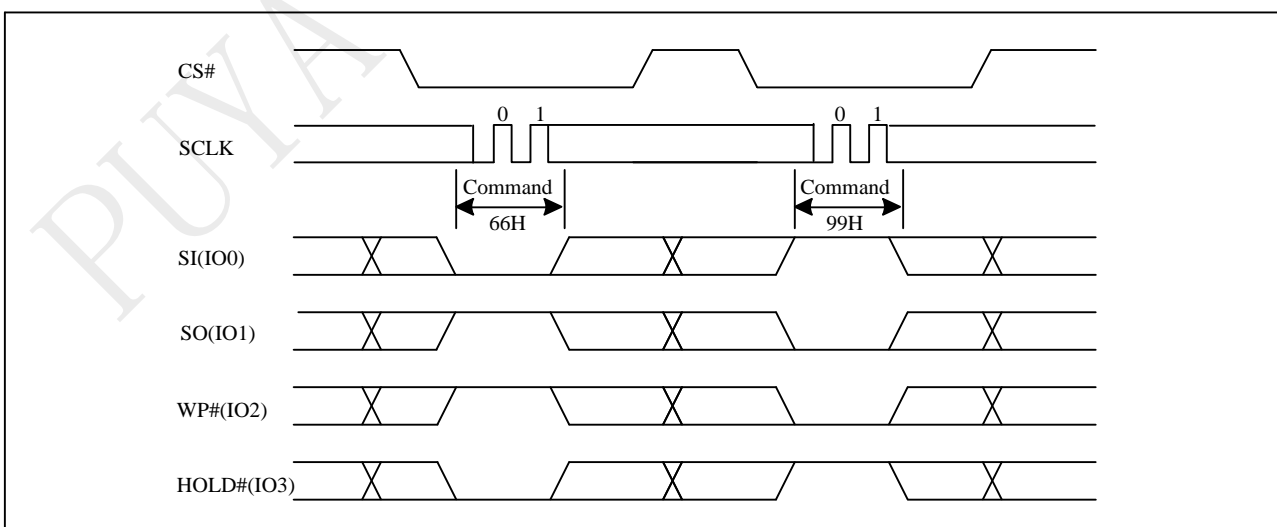 PUYA
CS#
0 1 0 1
SCLK
Command Command
66H 99H
SI(IO0)
SO(IO1)
WP#(IO2)
HOLD#(IO3)